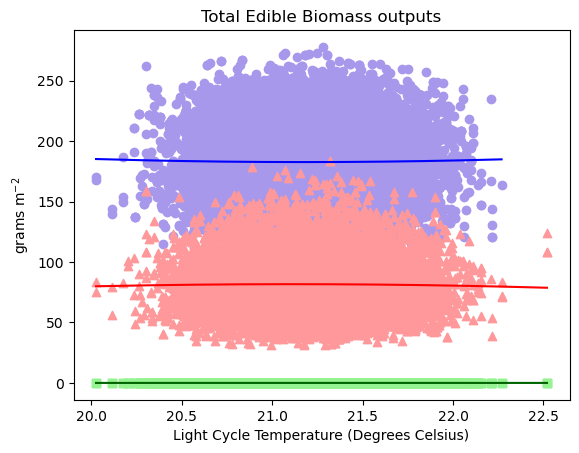 Total Edible Biomass outputs
grams m⁻²
250
200
150
100
50
0
20.0 20.5 21.0 21.5 22.0 22.5
Light Cycle Temperature (Degrees Celsius)